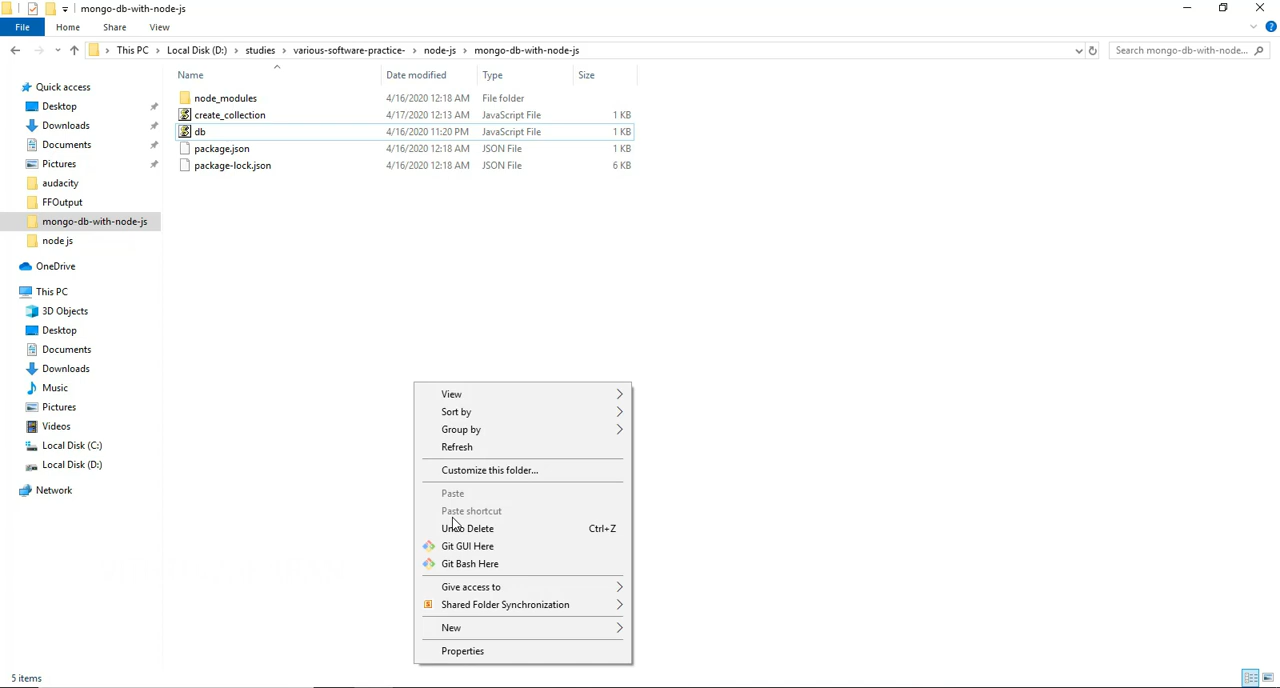 mongo-db-with-node-js
File Home Share View
This PC > Local Disk (D:) > studies > various-software-practice- > node-js > mongo-db-with-node-js Search mongo-db-with-node...
Name Date modified Type Size
Quick access
Desktop
Downloads
Documents
Pictures
audacity
FFOutput
mongo-db-with-node-js
node js
OneDrive
This PC
3D Objects
Desktop
Documents
Downloads
Music
Pictures
Videos
Local Disk (C:)
Local Disk (D:)
Network
node_modules 4/16/2020 12:18 AM File folder
create_collection 4/17/2020 12:13 AM JavaScript File 1 KB
db 4/16/2020 11:20 PM JavaScript File 1 KB
package.json 4/16/2020 12:18 AM JSON File 1 KB
package-lock.json 4/16/2020 12:18 AM JSON File 6 KB
View
Sort by
Group by
Refresh
Customize this folder...
Paste
Paste shortcut
Undo Delete Ctrl+Z
Git GUI Here
Git Bash Here
Give access to
Shared Folder Synchronization
New
Properties
5 items